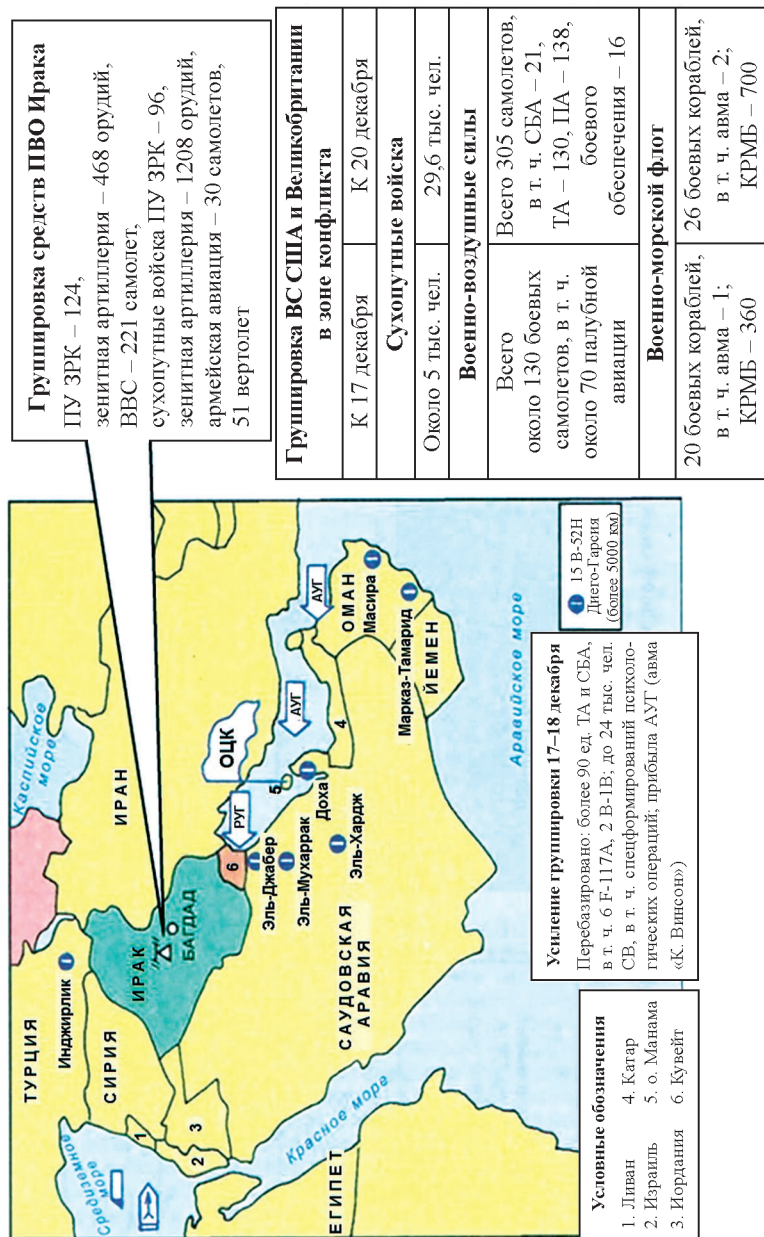 Группировка средств ПВО Ирака
ПУ ЗРК – 124,
зенитная артиллерия – 468 орудий,
ВВС – 221 самолет,
сухопутные войска ПУ ЗРК – 96,
зенитная артиллерия – 1208 орудий,
армейская авиация – 30 самолетов,
51 вертолет
Группировка ВС США и Великобритании
в зоне конфликта
К 17 декабря
К 20 декабря
Сухопутные войска
Около 5 тыс. чел.
29,6 тыс. чел.
Военно-воздушные силы
Всего
около 130 боевых
самолетов, в т. ч.
около 70 палубной
авиации
Всего 305 самолетов,
в т. ч. СБА – 21,
ТА – 130, ПА – 138,
боевого
обеспечения – 16
Военно-морской флот
20 боевых кораблей,
в т. ч. авма – 1;
КРМБ – 360
26 боевых кораблей,
в т. ч. авма – 2;
КРМБ – 700
Каспийское
море
ТУРЦИЯ
Инджирлик
ИРАН
СИРИЯ
ИРАК
БАГДАД
Средиземное
море
1
2
3
6
РУГ
ОЦК
АУГ
АУГ
5
4
Эль-Джабер
Эль-Мухаррак
Доха
Эль-Хардж
ОМАН
Масира
Марказ-Тамарид
ЙЕМЕН
САУДОВСКАЯ
АРАВИЯ
ЕГИПЕТ
Красное море
Аравийское море
15 B-52H
Диего-Гарсия
(более 5000 км)
Усиление группировки 17–18 декабря
Перебазировано: более 90 ед. ТА и СБА,
в т. ч. 6 F-117A, 2 B-1B; до 24 тыс. чел.
СВ, в т. ч. спецформирований психоло-
гических операций; прибыла АУГ (авма
«К. Винсон»)
Условные обозначения
1. Ливан 4. Катар
2. Израиль 5. о. Манама
3. Иордания 6. Кувейт